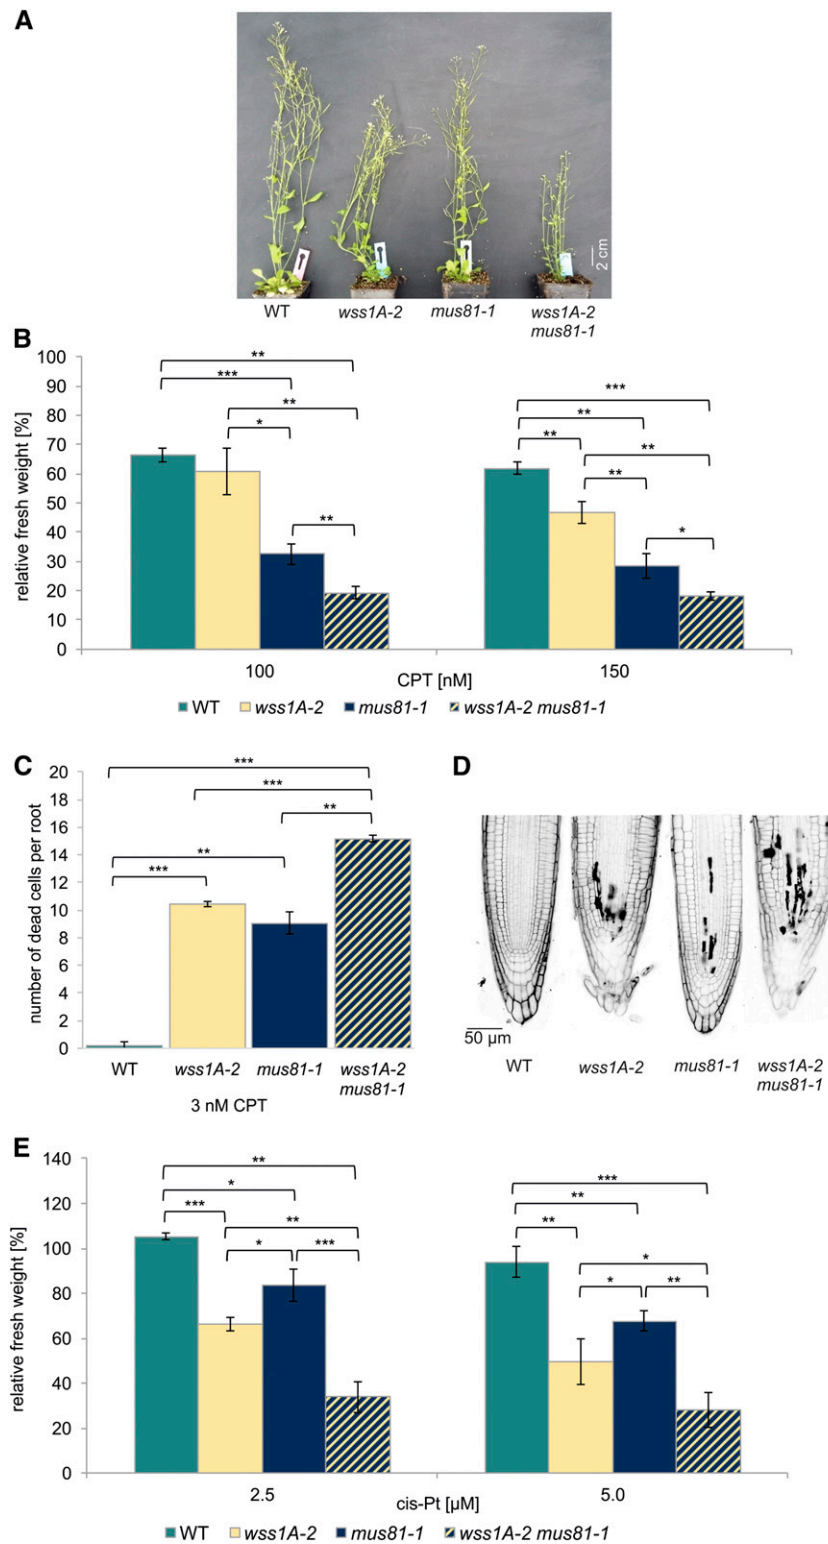 A
2 cm
WT wss1A-2 mus81-1 wss1A-2
mus81-1
B
relative fresh weight [%]
100
90
80
70
60
50
40
30
20
10
0
**
***
**
*
**
***
**
**
**
**
*
100 150
CPT [nM]
WT wss1A-2 mus81-1 wss1A-2 mus81-1
C
number of dead cells per root
20
18
16
14
12
10
8
6
4
2
0
***
***
**
**
***
WT wss1A-2 mus81-1 wss1A-2
mus81-1
3 nM CPT
D
50 µm
WT wss1A-2 mus81-1 wss1A-2
mus81-1
E
relative fresh weight [%]
140
120
100
80
60
40
20
0
**
*
***
**
*
***
***
**
**
*
*
**
2.5 5.0
cis-Pt [µM]
WT wss1A-2 mus81-1 wss1A-2 mus81-1